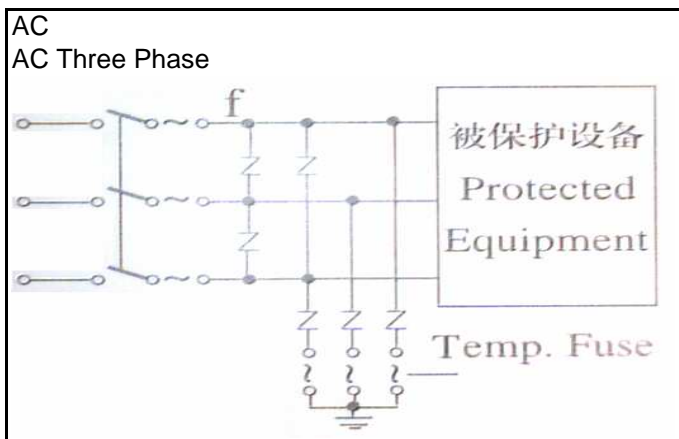 AC
AC Three Phase
f
被保护设备
Protected
Equipment
Temp. Fuse